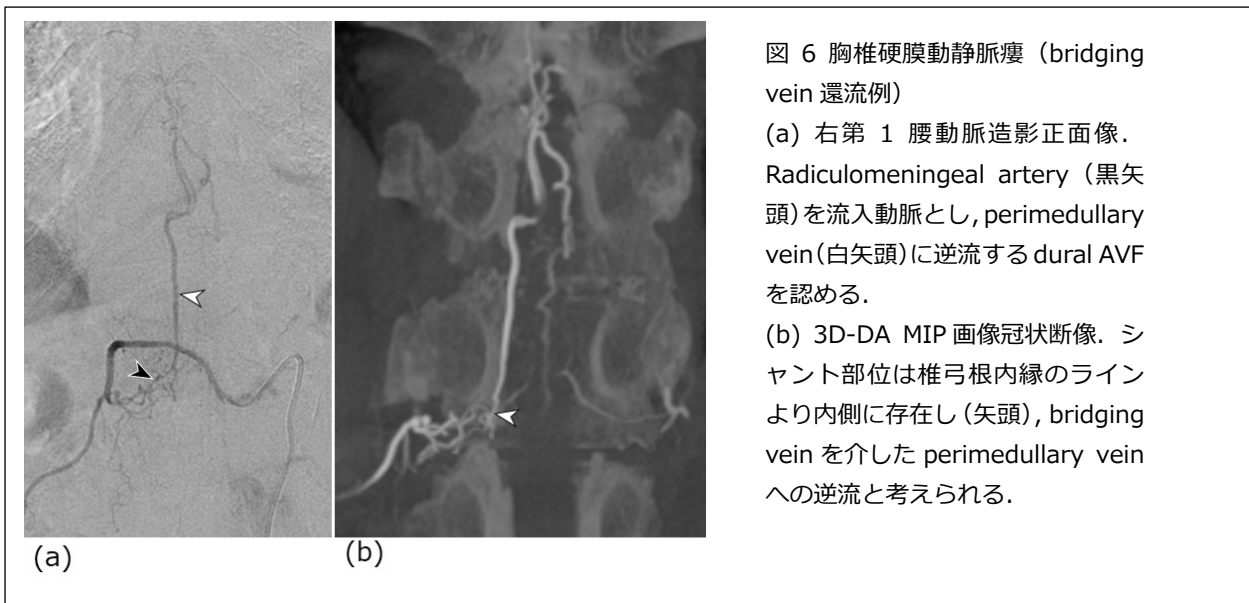 図 6 胸椎硬膜動静脈瘻（bridging
vein 還流例）
(a) 右第 1 腰動脈造影正面像．
Radiculomeningeal artery（黒矢
頭）を流入動脈とし，perimedullary
vein（白矢頭）に逆流する dural AVF
を認める．
(b) 3D-DA MIP 画像冠状断像．シ
ャント部位は椎弓根内縁のライン
より内側に存在し（矢頭），bridging
vein を介した perimedullary vein
への逆流と考えられる．
(a)
(b)